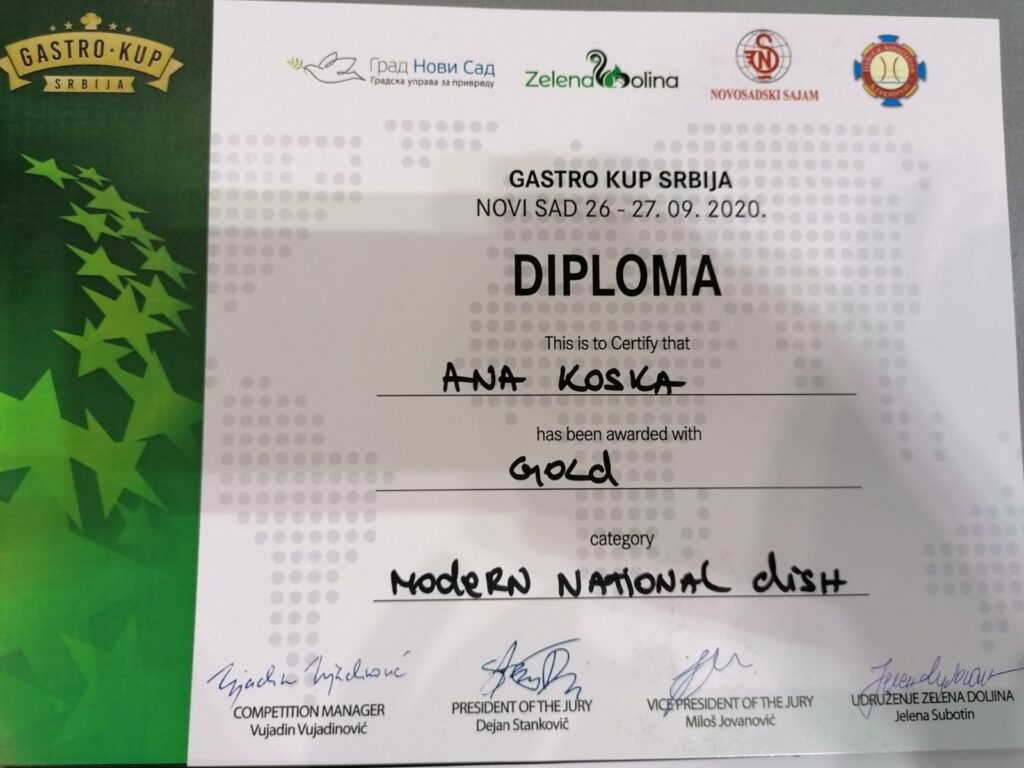 GASTRO·KUP
SRBIJA
Град Нови Сад
Градска управа за привреду
Zelena Dolina
NOVOSADSKI SAJAM
GASTRO KUP SRBIJA
NOVI SAD 26 - 27. 09. 2020.
DIPLOMA
This is to Certify that
ANA KOSKA
has been awarded with
GOLd
category
MODERN NATIONAL dISH
COMPETITION MANAGER
Vujadin Vujadinović
PRESIDENT OF THE JURY
Dejan Stankovič
VICE PRESIDENT OF THE JURY
Miloš Jovanović
UDRUŽENJE ZELENA DOLIINA
Jelena Subotin